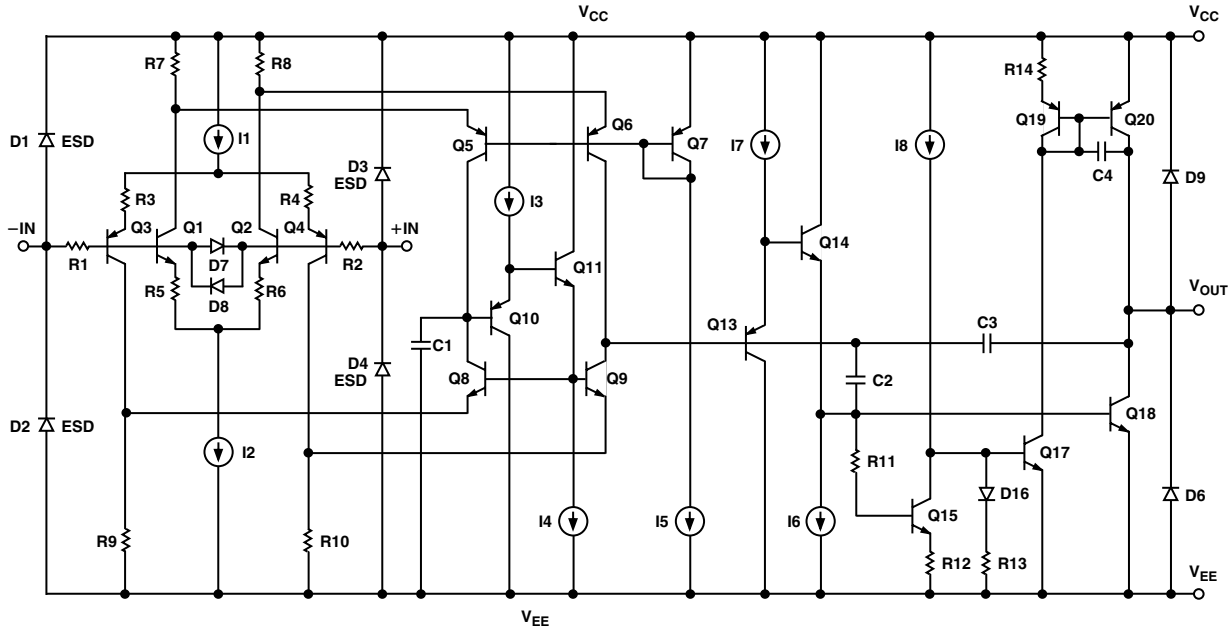 VCC
VCC
R7
R8
R14
D1
ESD
I1
Q5
Q6
Q7
I7
I8
Q19
Q20
C4
D3
ESD
D9
R3
R4
I3
−IN
Q3
Q1
Q2
Q4
+IN
R1
D7
R2
Q14
R5
D8
R6
Q11
VOUT
Q10
Q13
C1
C3
D4
ESD
Q8
Q9
C2
Q18
D2
ESD
I2
R11
Q17
D16
D6
R9
R10
I4
I5
I6
Q15
R12
R13
VEE
VEE